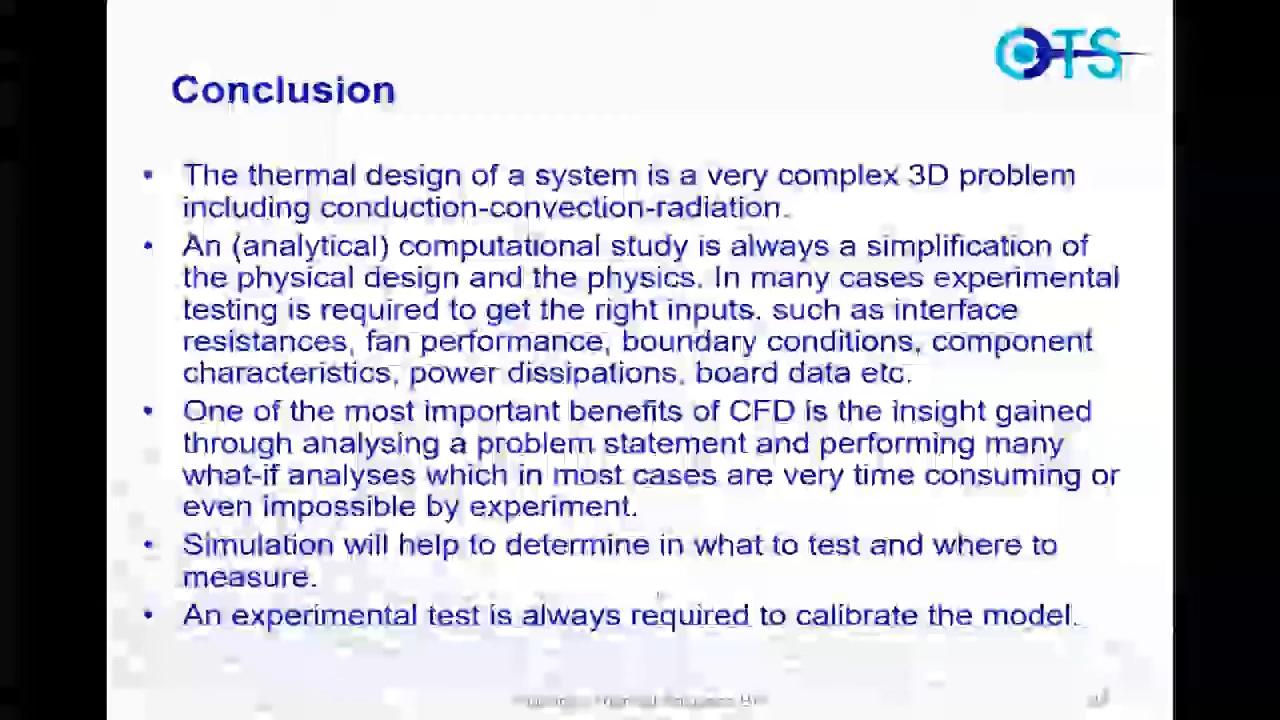 OTS
Conclusion
• The thermal design of a system is a very complex 3D problem
including conduction-convection-radiation.
• An (analytical) computational study is always a simplification of
the physical design and the physics. In many cases experimental
testing is required to get the right inputs. such as interface
resistances, fan performance, boundary conditions, component
characteristics, power dissipations, board data etc.
• One of the most important benefits of CFD is the insight gained
through analysing a problem statement and performing many
what-if analyses which in most cases are very time consuming or
even impossible by experiment.
• Simulation will help to determine in what to test and where to
measure.
• An experimental test is always required to calibrate the model.